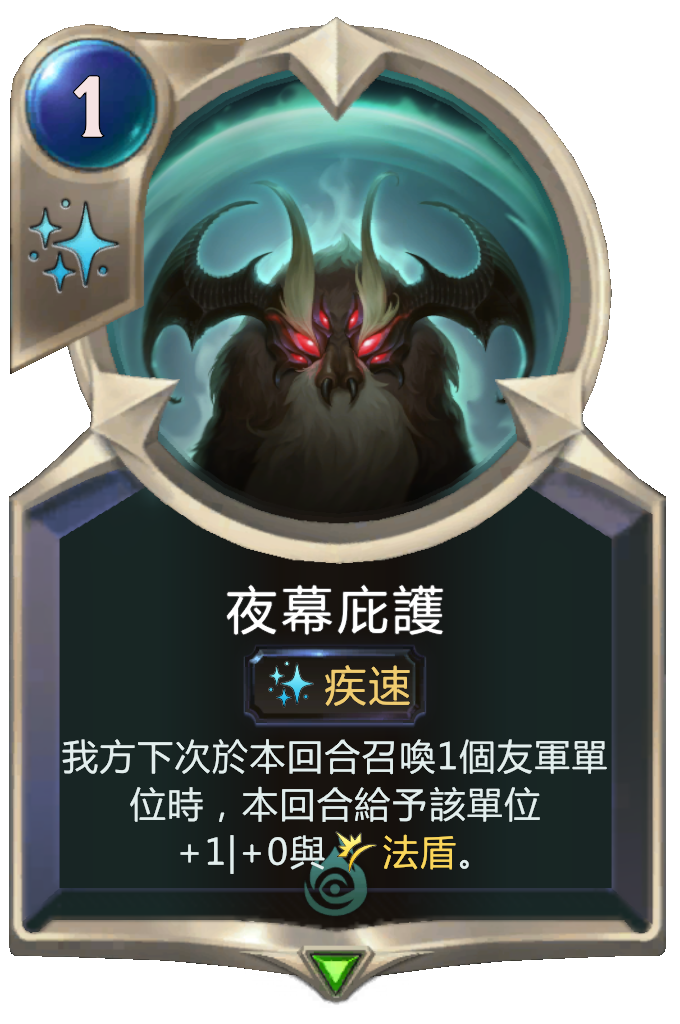 1
夜幕庇護
疾速
我方下次於本回合召喚1個友軍單
位時，本回合給予該單位
+1|+0與 法盾。